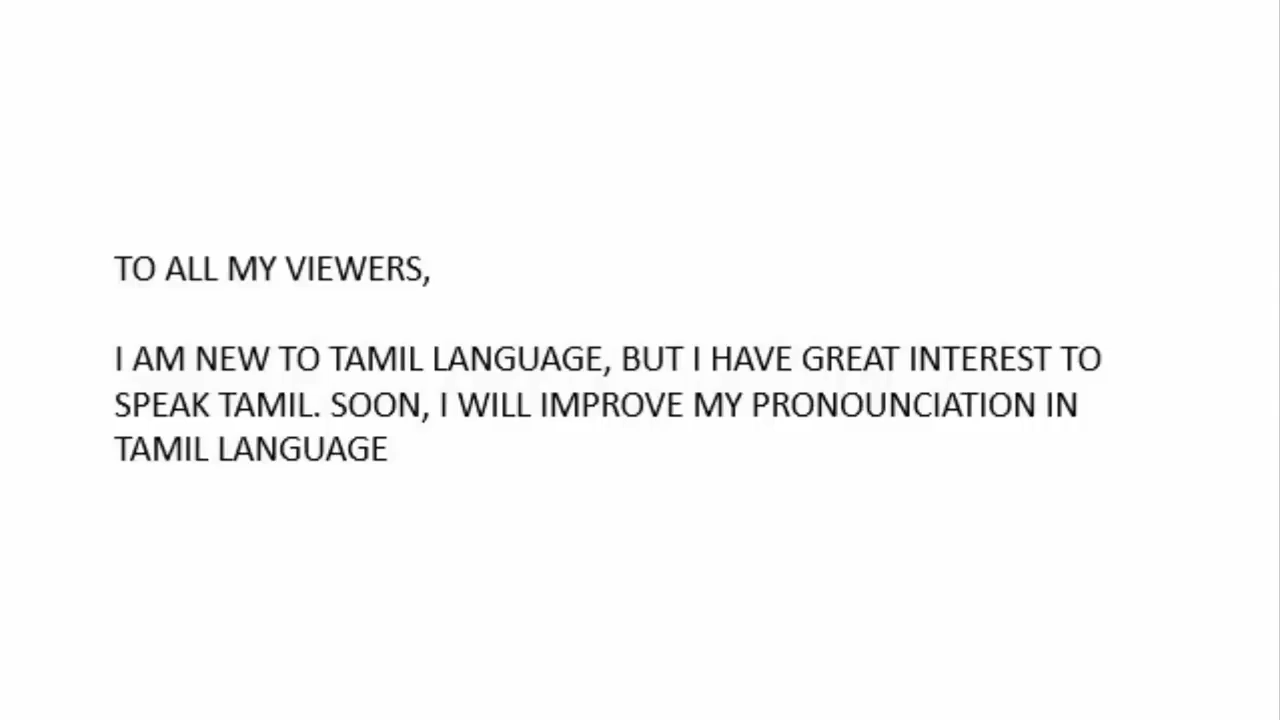 TO ALL MY VIEWERS,
I AM NEW TO TAMIL LANGUAGE, BUT I HAVE GREAT INTEREST TO
SPEAK TAMIL. SOON, I WILL IMPROVE MY PRONOUNCIATION IN
TAMIL LANGUAGE